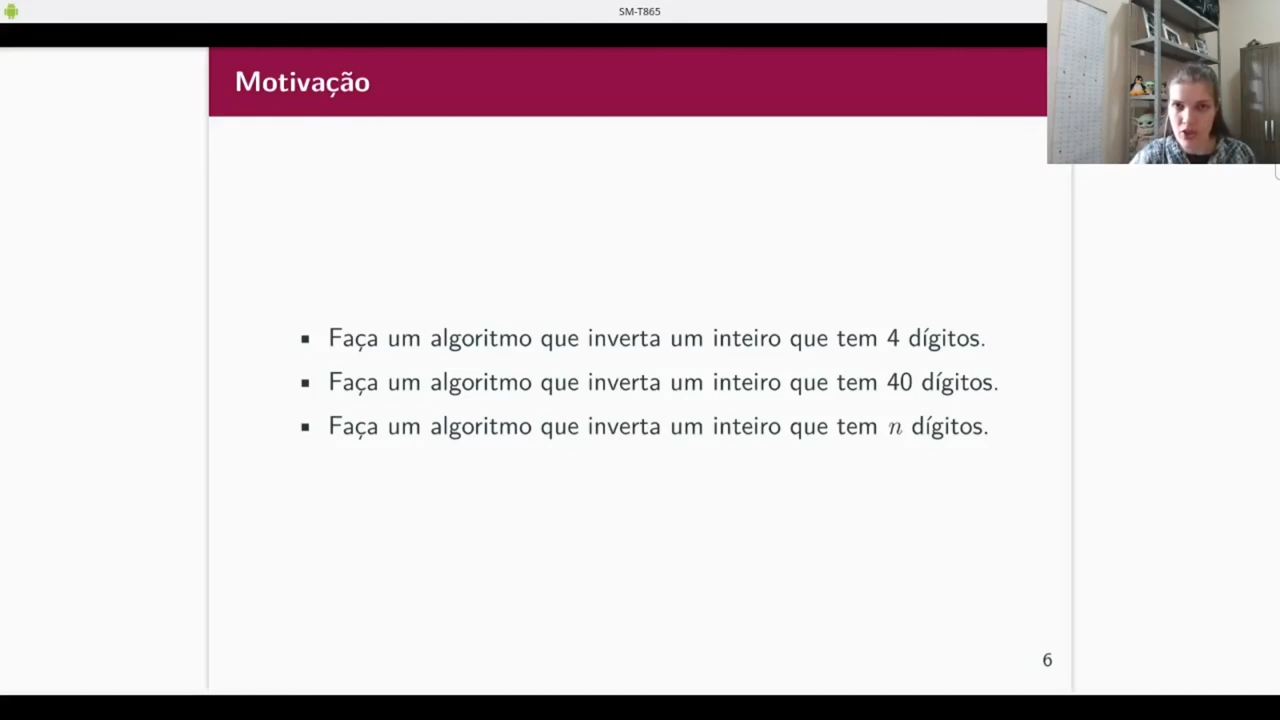 SM-T865
Motivação
▪ Faça um algoritmo que inverta um inteiro que tem 4 dígitos.
▪ Faça um algoritmo que inverta um inteiro que tem 40 dígitos.
▪ Faça um algoritmo que inverta um inteiro que tem n dígitos.
6